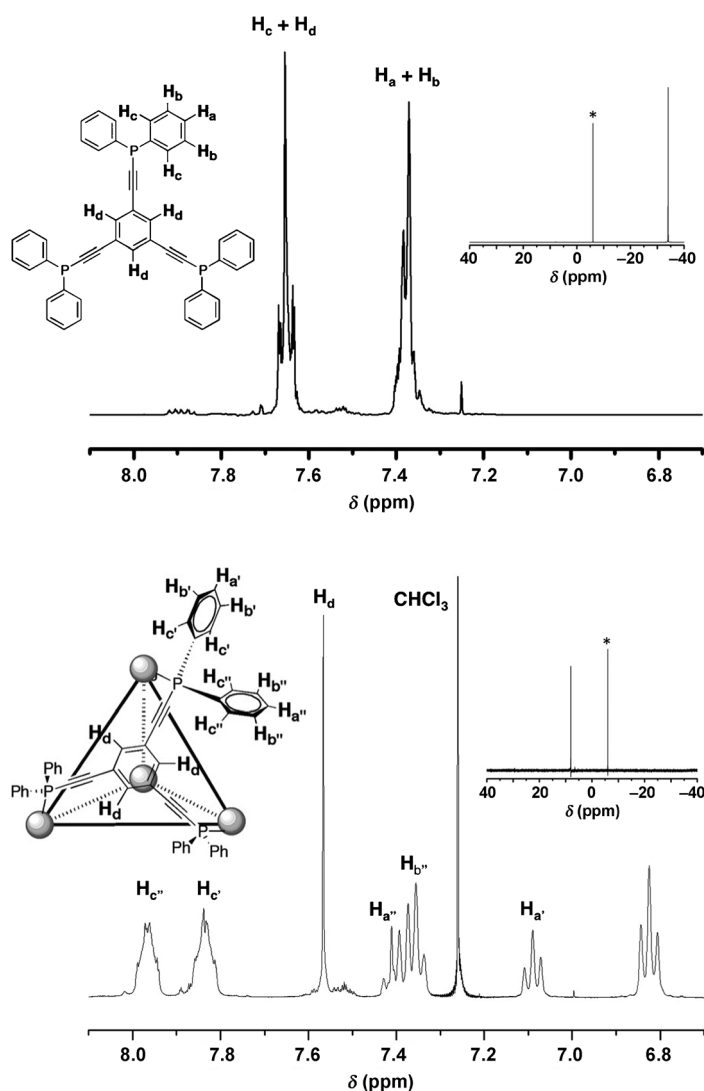 Hc + Hd
Ha + Hb
Hb
Hc
Ha
Hb
P
Hc
Hd
Hd
P
P
Hd
*
40 20 0 −20 −40
δ (ppm)
8.0 7.8 7.6 7.4 7.2 7.0 6.8
δ (ppm)
Hb' Ha'
Hb'
Hc'
Hc'
Hd
CHCl3
P
Hc" Hb"
Ha"
Hc" Hb"
Hd
Hd
Hd
Ph
Ph P
P
Ph Ph
*
40 20 0 −20 −40
δ (ppm)
Hc" Hc'
Hb"
Ha"
Ha'
8.0 7.8 7.6 7.4 7.2 7.0 6.8
δ (ppm)